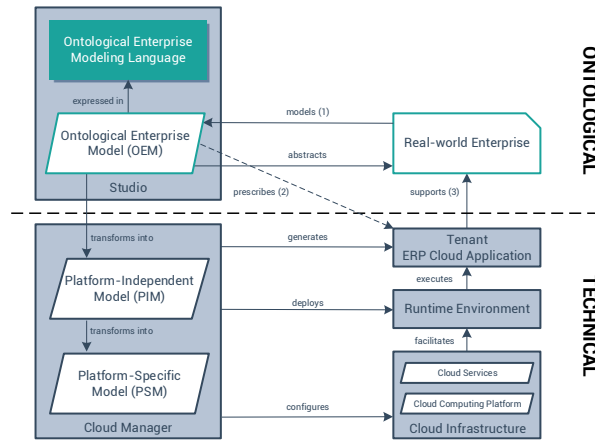 Ontological Enterprise
Modeling Language
expressed in
Ontological Enterprise
Model (OEM)
Studio
models (1)
abstracts
prescribes (2)
Real-world Enterprise
supports (3)
ONTOLOGICAL
transforms into
generates
Tenant
ERP Cloud Application
executes
Platform-Independent
Model (PIM)
deploys
Runtime Environment
transforms into
facilitates
Platform-Specific
Model (PSM)
Cloud Services
Cloud Computing Platform
configures
Cloud Manager
Cloud Infrastructure
TECHNICAL